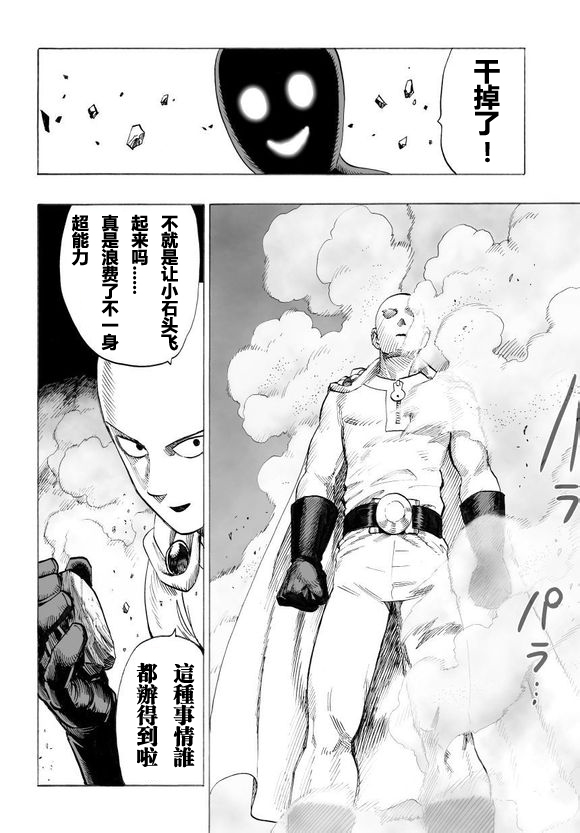 干掉了！
パラ
パラ…
不就是让小石头飞
起来吗……
真是浪费了不一身
超能力
這種事情誰
都辦得到啦